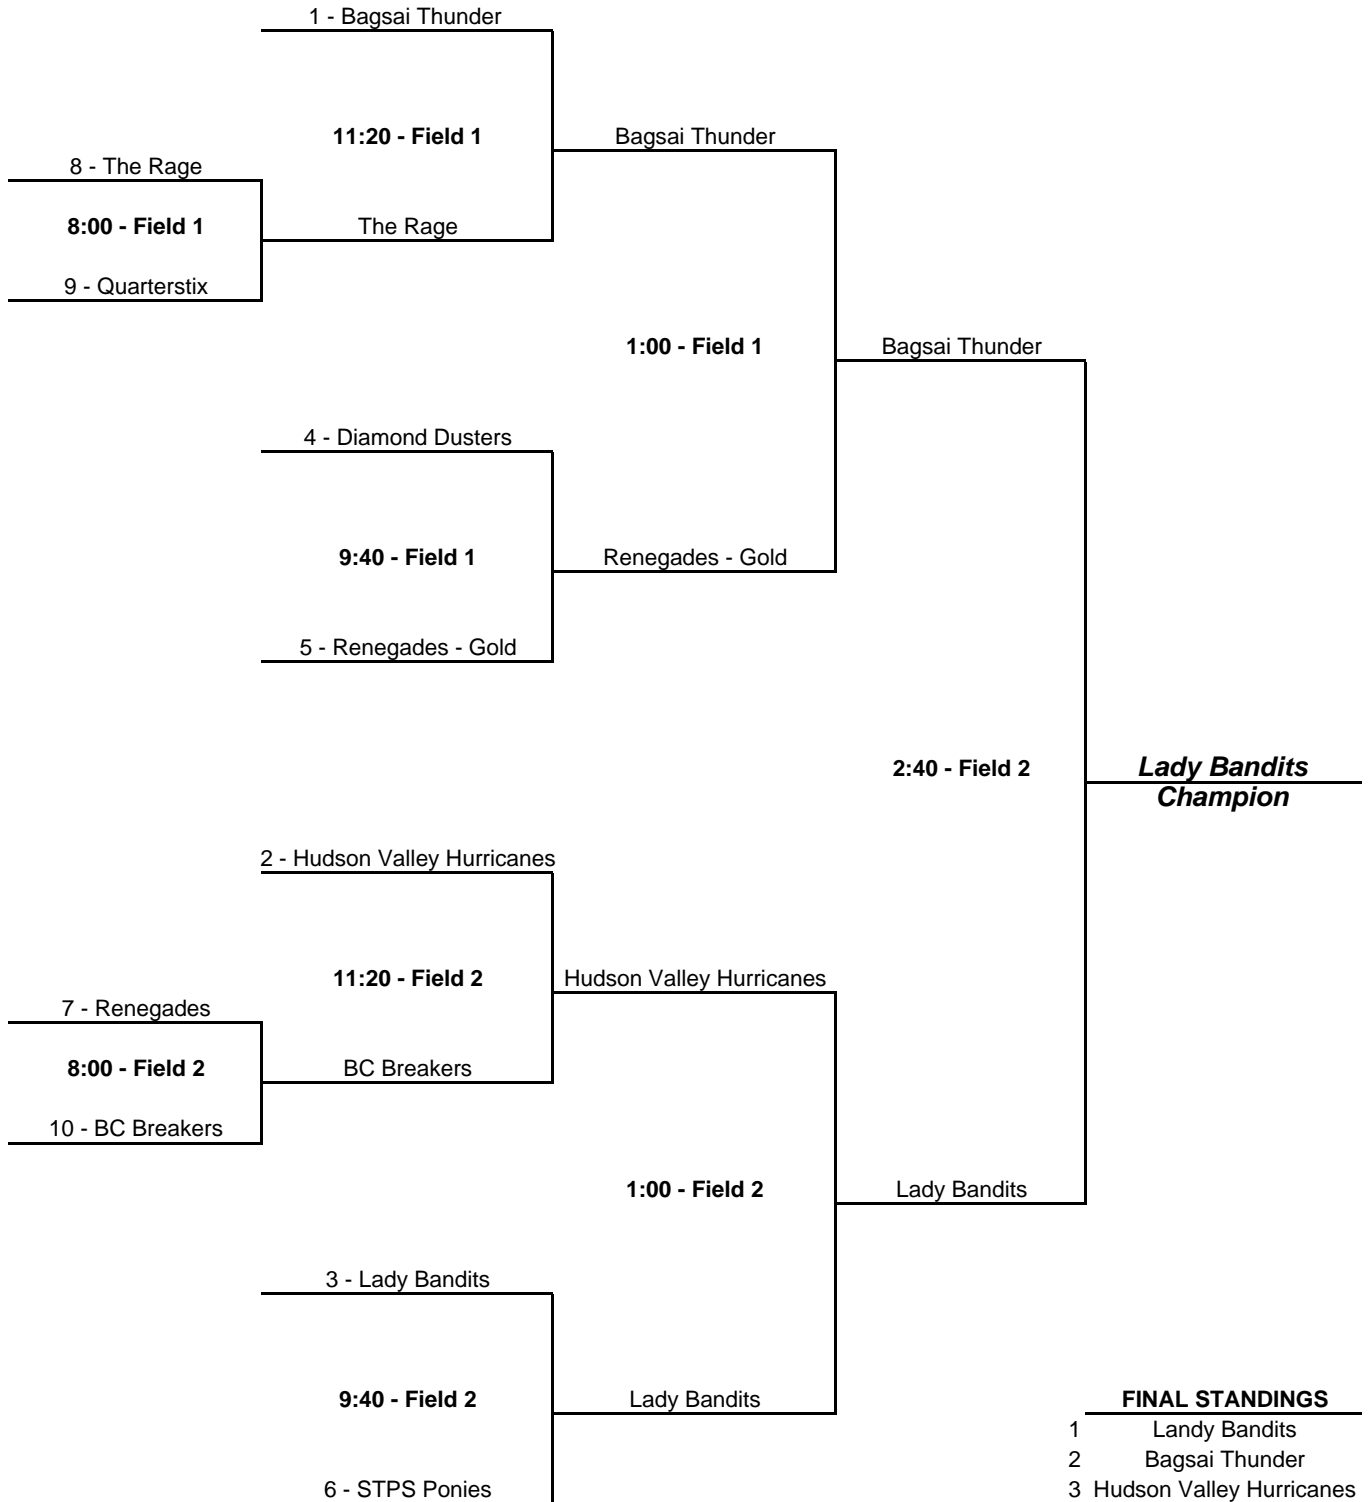 1 - Bagsai Thunder
11:20 - Field 1
Bagsai Thunder
8 - The Rage
8:00 - Field 1
The Rage
9 - Quarterstix
1:00 - Field 1
Bagsai Thunder
4 - Diamond Dusters
9:40 - Field 1
Renegades - Gold
5 - Renegades - Gold
2:40 - Field 2
Lady Bandits
Champion
2 - Hudson Valley Hurricanes
11:20 - Field 2
Hudson Valley Hurricanes
7 - Renegades
8:00 - Field 2
BC Breakers
10 - BC Breakers
1:00 - Field 2
Lady Bandits
3 - Lady Bandits
9:40 - Field 2
Lady Bandits
6 - STPS Ponies
FINAL STANDINGS
1 Landy Bandits
2 Bagsai Thunder
3 Hudson Valley Hurricanes